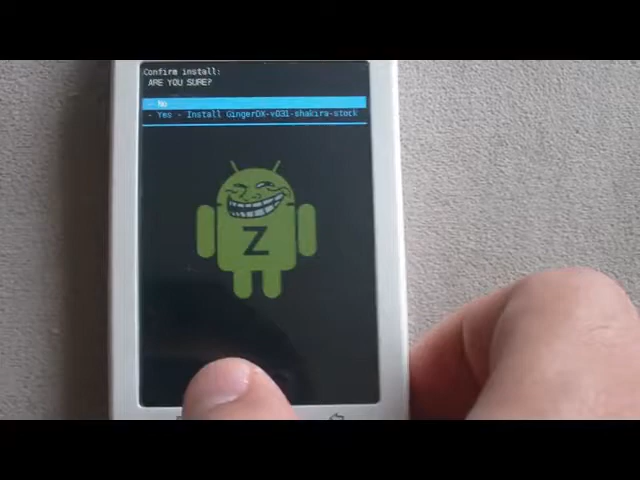 Confirm install:
ARE YOU SURE?
- No
- Yes - Install GingerDX-v031-shakira-stock
Z